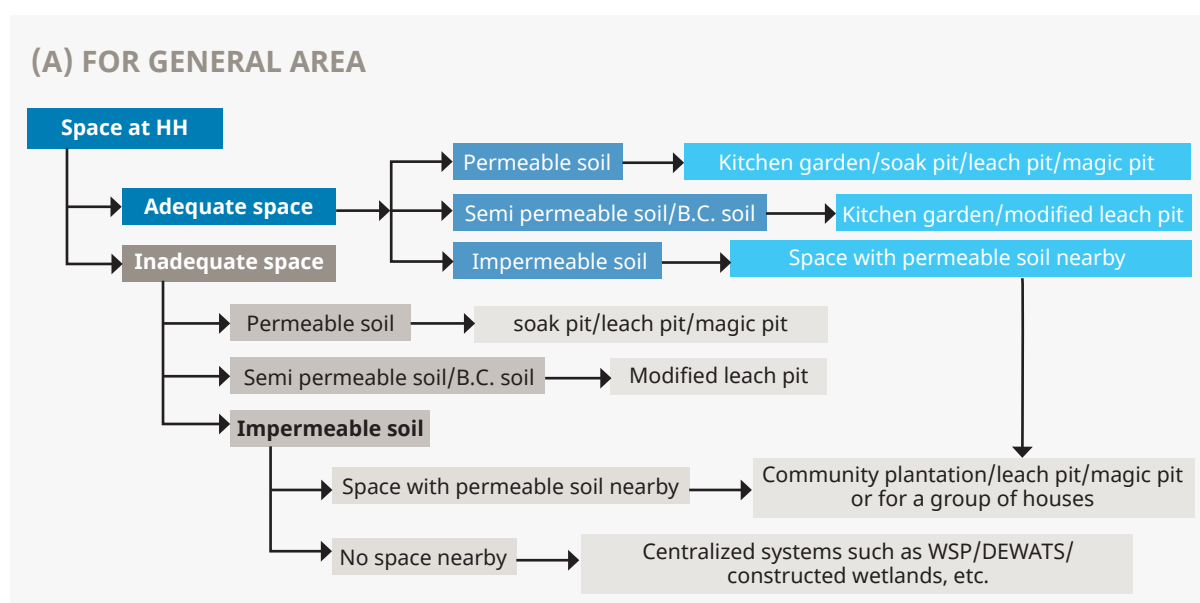 (A) FOR GENERAL AREA
Space at HH
Adequate space
Permeable soil
Kitchen garden/soak pit/leach pit/magic pit
Semi permeable soil/B.C. soil
Kitchen garden/modified leach pit
Impermeable soil
Space with permeable soil nearby
Inadequate space
Permeable soil
soak pit/leach pit/magic pit
Semi permeable soil/B.C. soil
Modified leach pit
Impermeable soil
Space with permeable soil nearby
Community plantation/leach pit/magic pit
or for a group of houses
No space nearby
Centralized systems such as WSP/DEWATS/
constructed wetlands, etc.